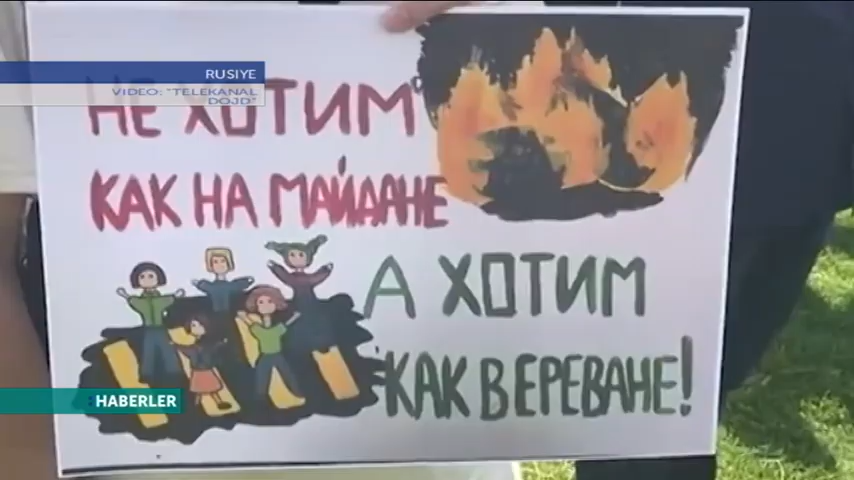 RUSIYE
VIDEO: "TELEKANAL
DOJD"
НЕ ХОТИМ
КАК НА МАЙДАНЕ
А ХОТИМ
КАК В ЕРЕВАНЕ!
: HABERLER